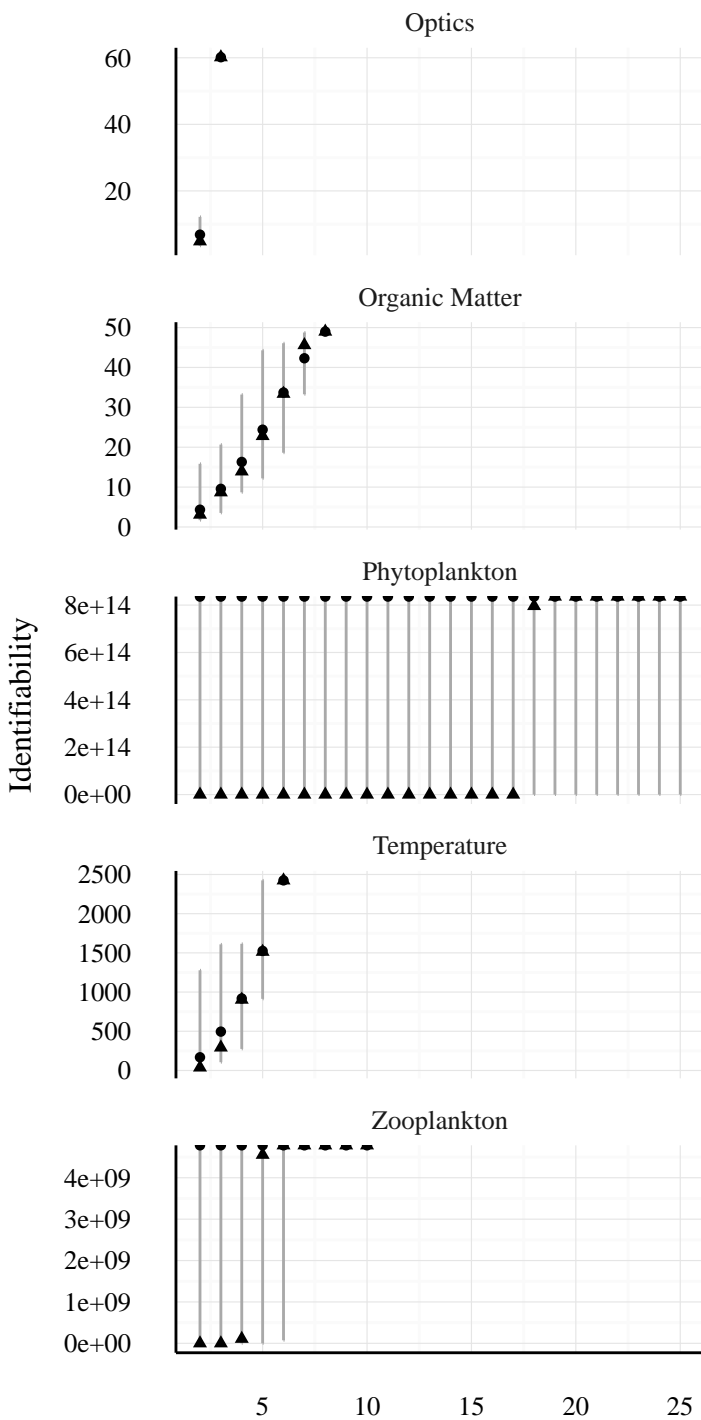 Optics
60
40
20
Organic Matter
50
40
30
20
10
0
Phytoplankton
8e+14
6e+14
4e+14
2e+14
0e+00
Identifiability
Temperature
2500
2000
1500
1000
500
0
Zooplankton
4e+09
3e+09
2e+09
1e+09
0e+00
5 10 15 20 25